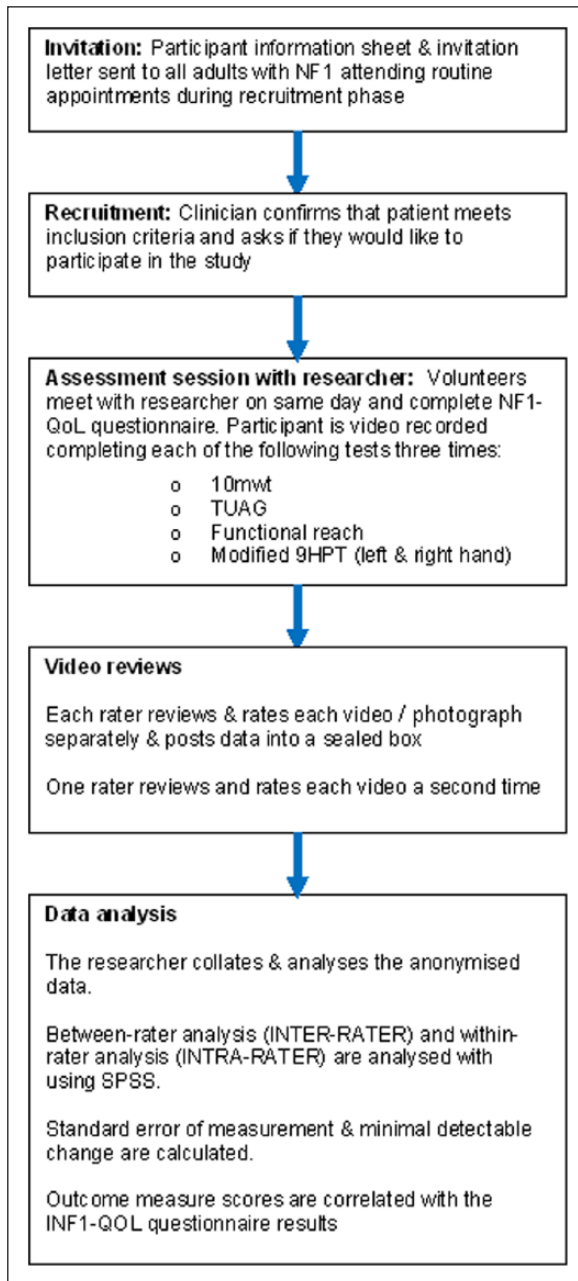 Invitation: Participant information sheet & invitation
letter sent to all adults with NF1 attending routine
appointments during recruitment phase
Recruitment: Clinician confirms that patient meets
inclusion criteria and asks if they would like to
participate in the study
Assessment session with researcher: Volunteers
meet with researcher on same day and complete NF1-
QoL questionnaire. Participant is video recorded
completing each of the following tests three times:
o 10mwt
o TUAG
o Functional reach
o Modified 9HPT (left & right hand)
Video reviews
Each rater reviews & rates each video / photograph
separately & posts data into a sealed box
One rater reviews and rates each video a second time
Data analysis
The researcher collates & analyses the anonymised
data.
Between-rater analysis (INTER-RATER) and within-
rater analysis (INTRA-RATER) are analysed with
using SPSS.
Standard error of measurement & minimal detectable
change are calculated.
Outcome measure scores are correlated with the
INF1-QOL questionnaire results